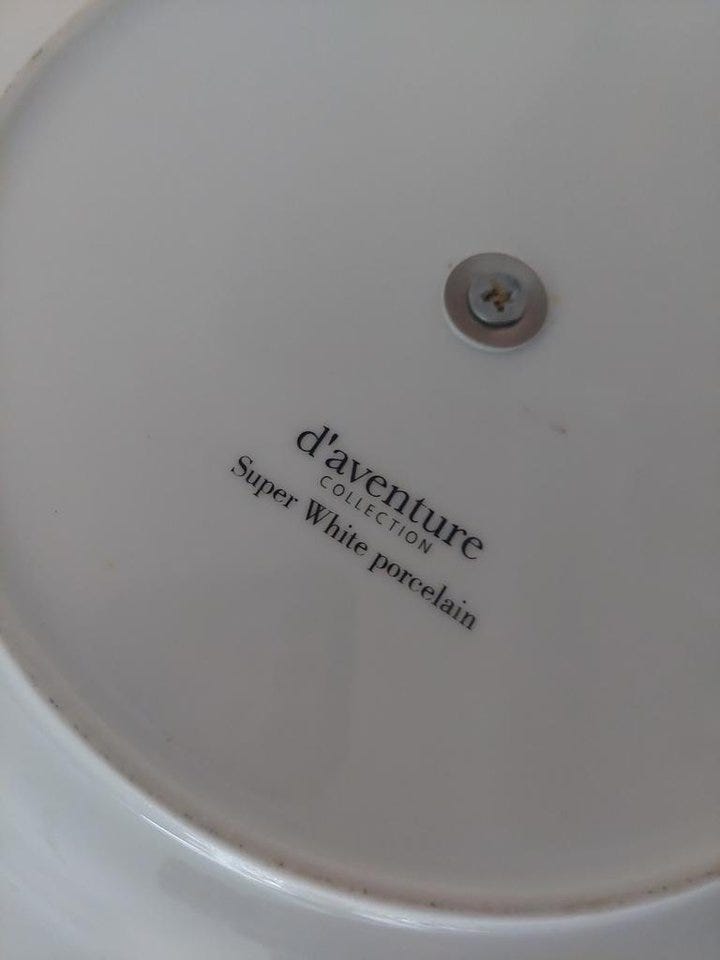 d'aventure
COLLECTION
Super White porcelain